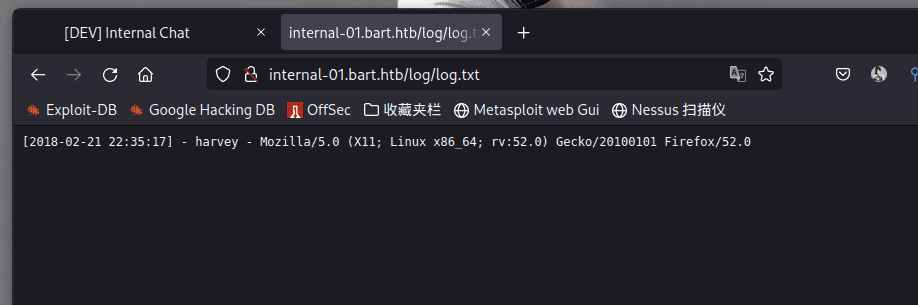 [DEV] Internal Chat
internal-01.bart.htb/log/log.t
internal-01.bart.htb/log/log.txt
Exploit-DB Google Hacking DB OffSec 收藏夹栏 Metasploit web Gui Nessus 扫描仪
[2018-02-21 22:35:17] - harvey - Mozilla/5.0 (X11; Linux x86_64; rv:52.0) Gecko/20100101 Firefox/52.0